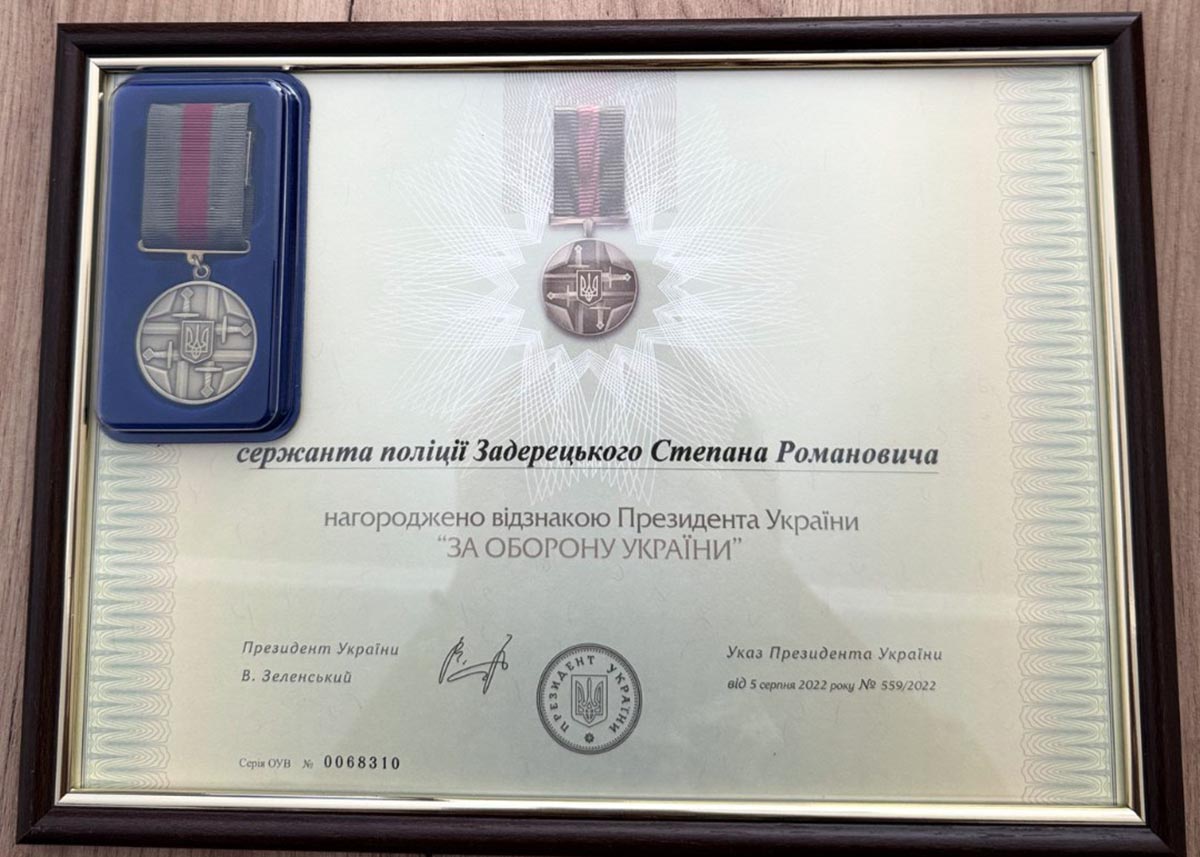 сержанта поліції Задерецького Степана Романовича
нагороджено відзнакою Президента України
“ЗА ОБОРОНУ УКРАЇНИ”
Президент України
В. Зеленський
ПРЕЗИДЕНТ УКРАЇНИ
Указ Президента України
від 5 серпня 2022 року № 559/2022
Серія ОУВ № 0068310